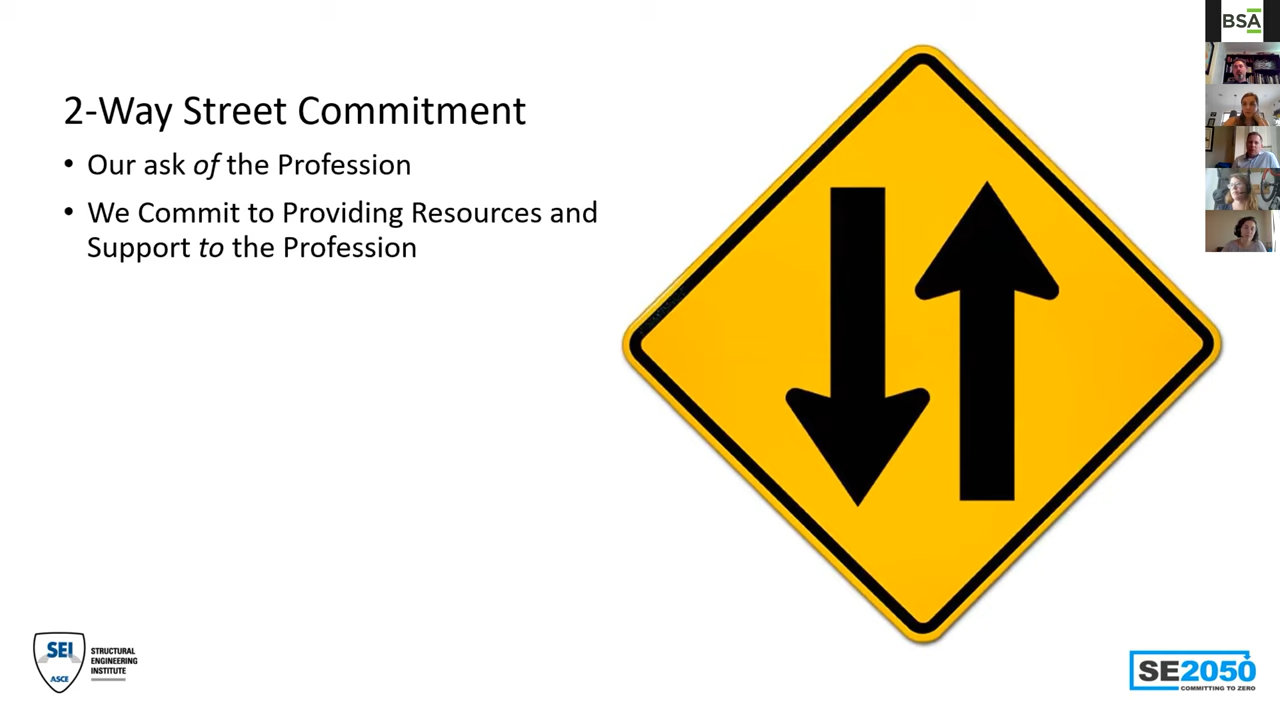 BSA
2-Way Street Commitment
• Our ask of the Profession
• We Commit to Providing Resources and
Support to the Profession
SEI
ASCE
STRUCTURAL
ENGINEERING
INSTITUTE
SE2050
COMMITTING TO ZERO